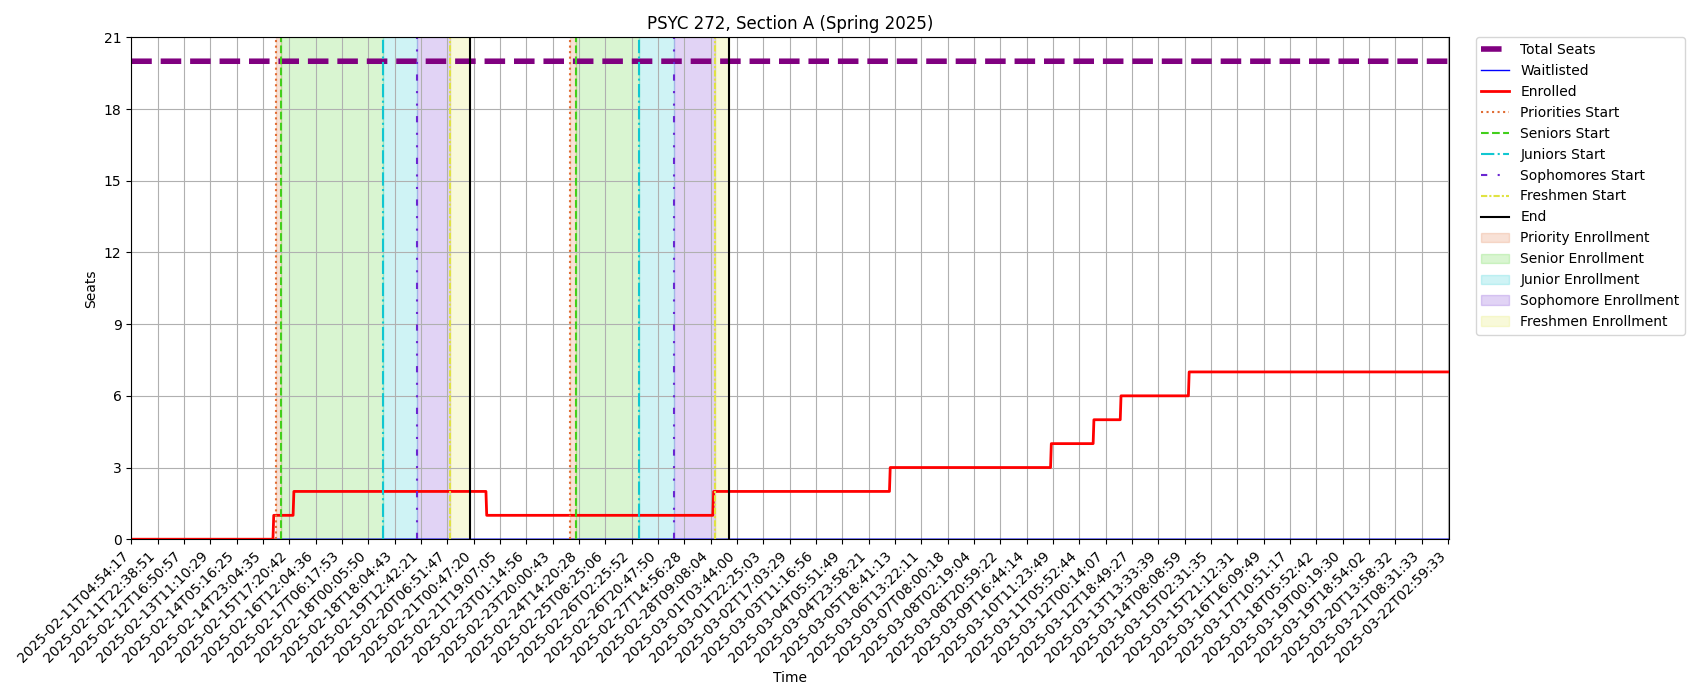 PSYC 272, Section A (Spring 2025)
21
18
15
12
9
6
3
0
Seats
2025-02-11T04:54:17
2025-02-11T22:38:51
2025-02-12T16:50:57
2025-02-13T11:10:29
2025-02-14T05:16:25
2025-02-14T23:04:35
2025-02-15T17:20:42
2025-02-16T12:04:36
2025-02-17T06:17:53
2025-02-18T00:05:50
2025-02-18T18:04:43
2025-02-19T12:42:21
2025-02-20T06:51:47
2025-02-21T00:47:20
2025-02-21T19:07:05
2025-02-23T01:14:56
2025-02-23T20:00:43
2025-02-24T14:20:28
2025-02-25T08:25:06
2025-02-26T02:25:52
2025-02-26T20:47:50
2025-02-27T14:56:28
2025-02-28T09:08:04
2025-03-01T03:44:00
2025-03-01T22:25:03
2025-03-02T17:03:29
2025-03-03T11:16:56
2025-03-04T05:51:49
2025-03-04T23:58:21
2025-03-05T18:41:13
2025-03-06T13:22:11
2025-03-07T08:00:18
2025-03-08T02:19:04
2025-03-08T20:59:22
2025-03-09T16:44:14
2025-03-10T11:23:49
2025-03-11T05:52:44
2025-03-12T00:14:07
2025-03-12T18:49:27
2025-03-13T13:33:39
2025-03-14T08:08:59
2025-03-15T02:31:35
2025-03-15T21:12:31
2025-03-16T16:09:49
2025-03-17T10:51:17
2025-03-18T05:52:42
2025-03-19T00:19:30
2025-03-19T18:54:02
2025-03-20T13:58:32
2025-03-21T08:31:33
2025-03-22T02:59:33
Time
Total Seats
Waitlisted
Enrolled
Priorities Start
Seniors Start
Juniors Start
Sophomores Start
Freshmen Start
End
Priority Enrollment
Senior Enrollment
Junior Enrollment
Sophomore Enrollment
Freshmen Enrollment